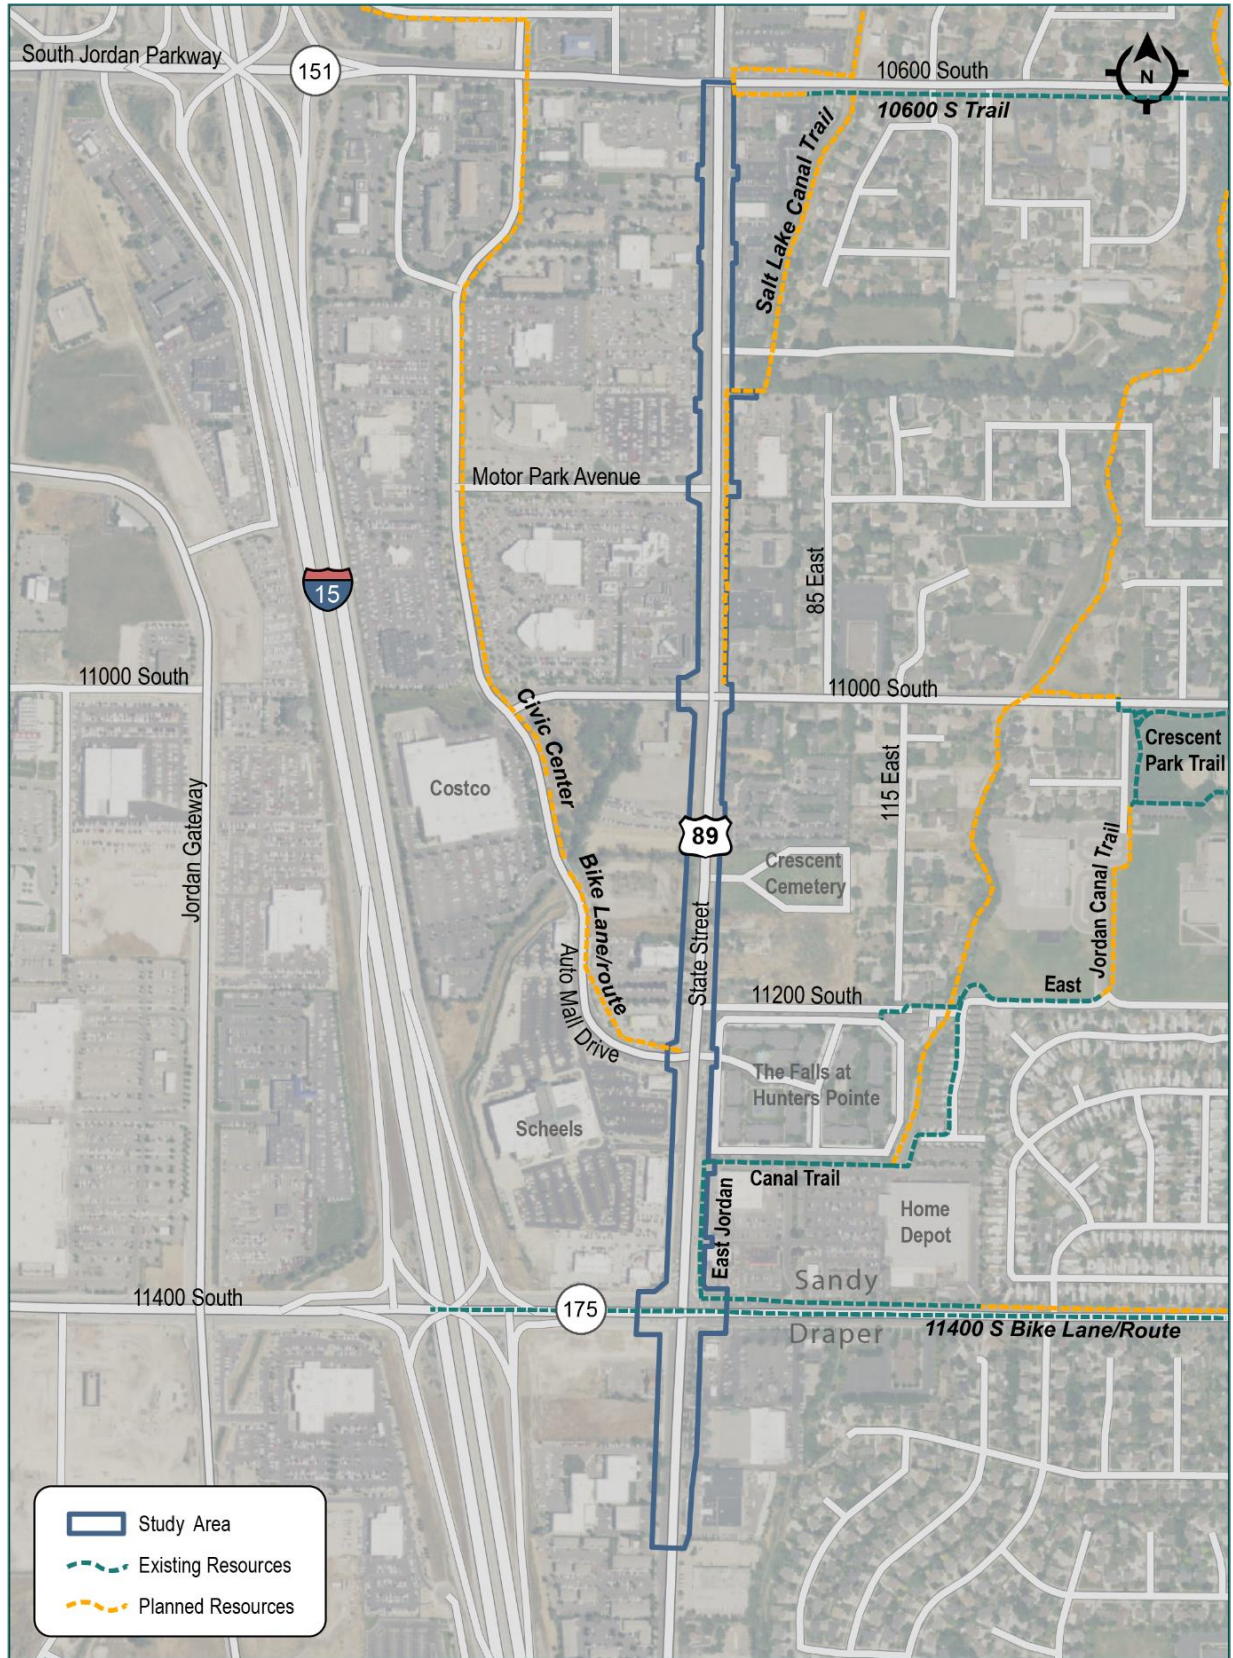 South Jordan Parkway
151
10600 South
N
10600 S Trail
Salt Lake Canal Trail
Motor Park Avenue
85 East
15
11000 South
11000 South
Civic Center
Crescent
Park Trail
115 East
Costco
Jordan Gateway
89
Crescent
Cemetery
Jordan Canal Trail
Bike Lane/route
State Street
Auto Mall Drive
11200 South
East
The Falls at
Hunters Pointe
Scheels
Canal Trail
East Jordan
Home
Depot
Sandy
11400 South
175
Draper
11400 S Bike Lane/Route
Study Area
Existing Resources
Planned Resources